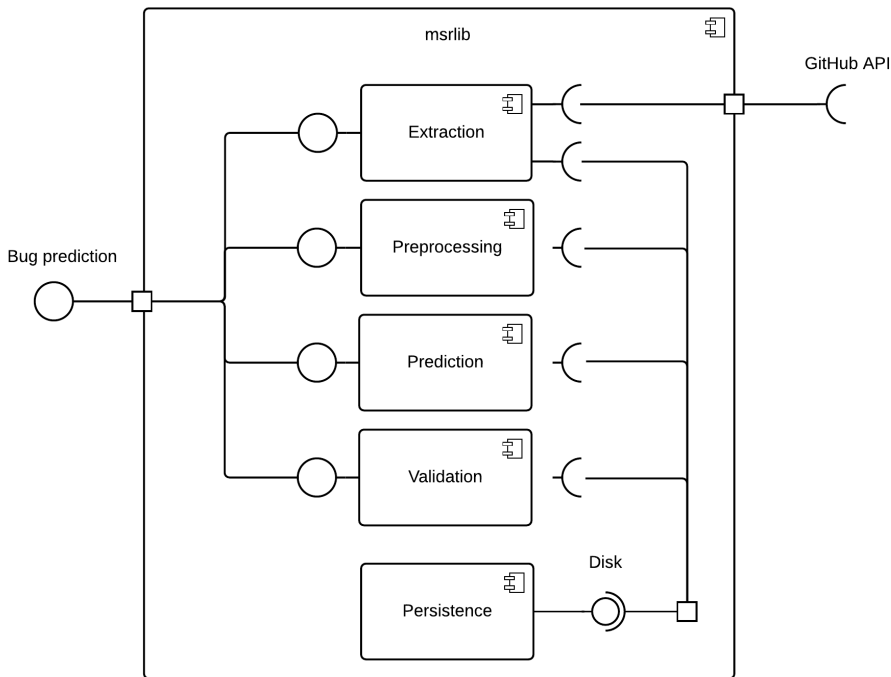 msrlib
GitHub API
Extraction
Preprocessing
Bug prediction
Prediction
Validation
Disk
Persistence